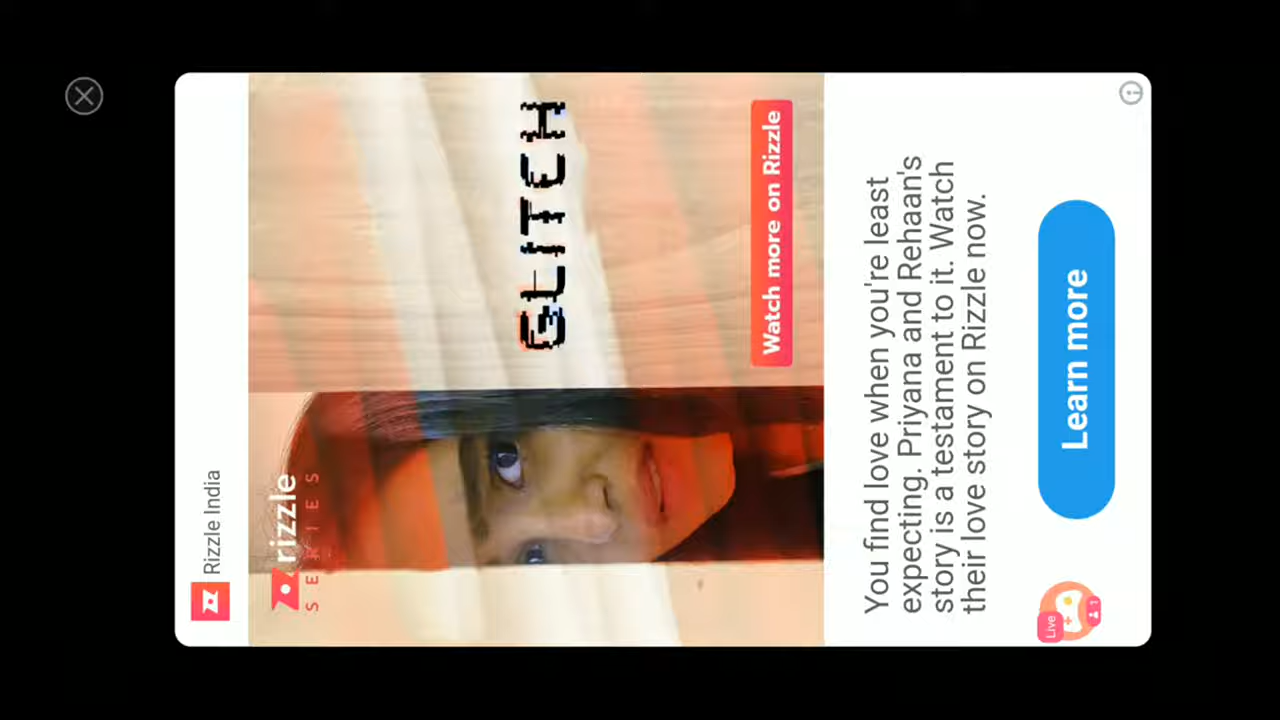 Rizzle India
rizzle
SERIES
GLITCH
Watch more on Rizzle
You find love when you're least
expecting. Priyana and Rehaan's
story is a testament to it. Watch
their love story on Rizzle now.
Learn more
Live
1